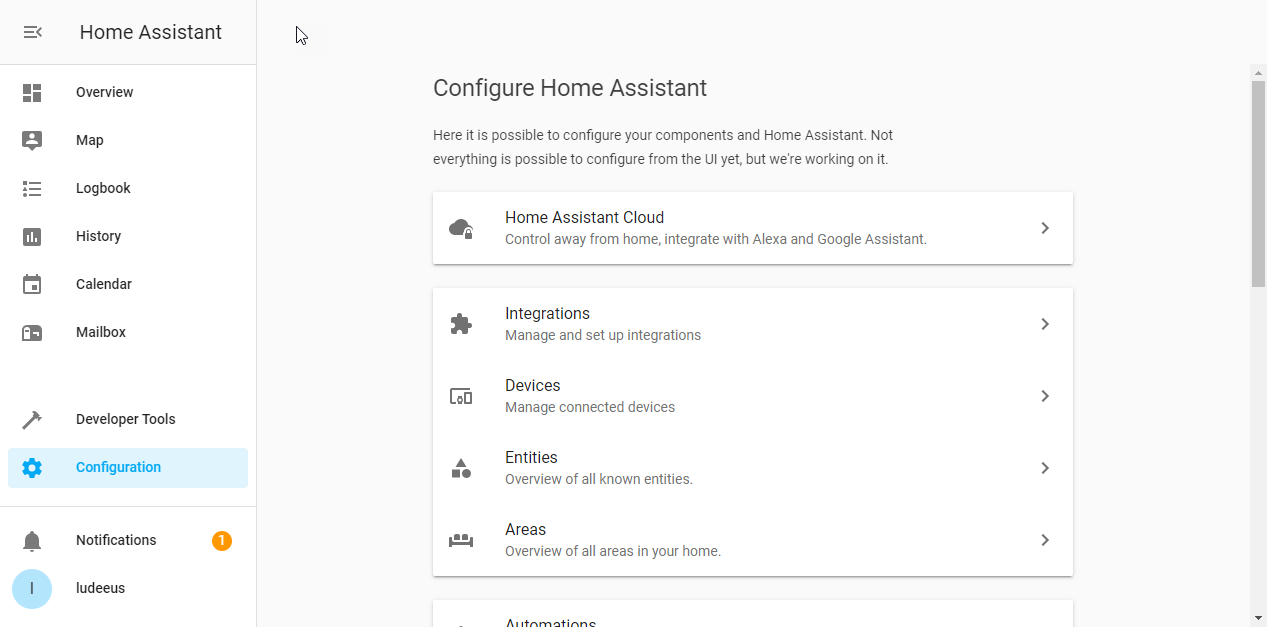 Home Assistant
Overview
Map
Logbook
History
Calendar
Mailbox
Developer Tools
Configuration
Notifications
1
l
ludeeus
Configure Home Assistant
Here it is possible to configure your components and Home Assistant. Not
everything is possible to configure from the UI yet, but we're working on it.
Home Assistant Cloud
Control away from home, integrate with Alexa and Google Assistant.
Integrations
Manage and set up integrations
Devices
Manage connected devices
Entities
Overview of all known entities.
Areas
Overview of all areas in your home.
Automations